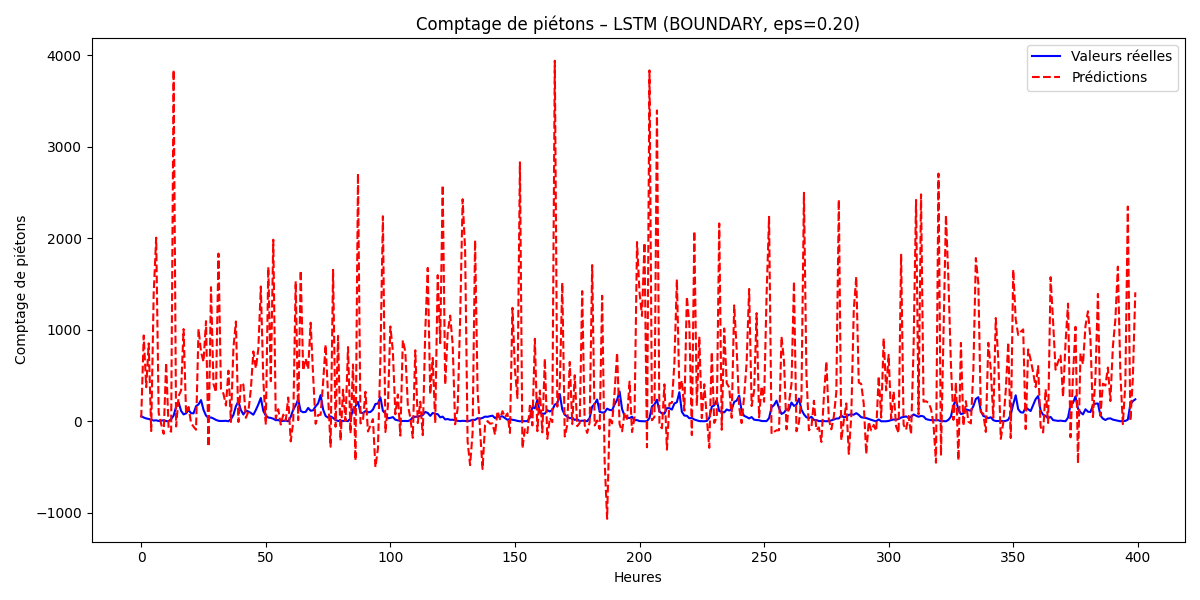 Comptage de piétons – LSTM (BOUNDARY, eps=0.20)
Valeurs réelles
Prédictions
Comptage de piétons
4000
3000
2000
1000
0
−1000
0 50 100 150 200 250 300 350 400
Heures